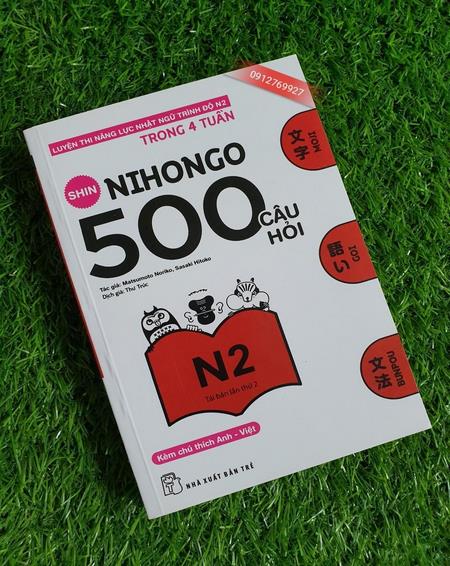 0912769927
LUYỆN THI NĂNG LỰC NHẬT NGỮ TRÌNH ĐỘ N2
TRONG 4 TUẦN
SHIN
NIHONGO
500
CÂU
HỎI
Tác giả: Matsumoto Noriko, Sasaki Hitoko
Dịch giả: Thư Trúc
文字
MOJI
語い
GOI
文法
BUNPOU
N2
Tái bản lần thứ 2
Kèm chú thích Anh - Việt
NHÀ XUẤT BẢN TRẺ